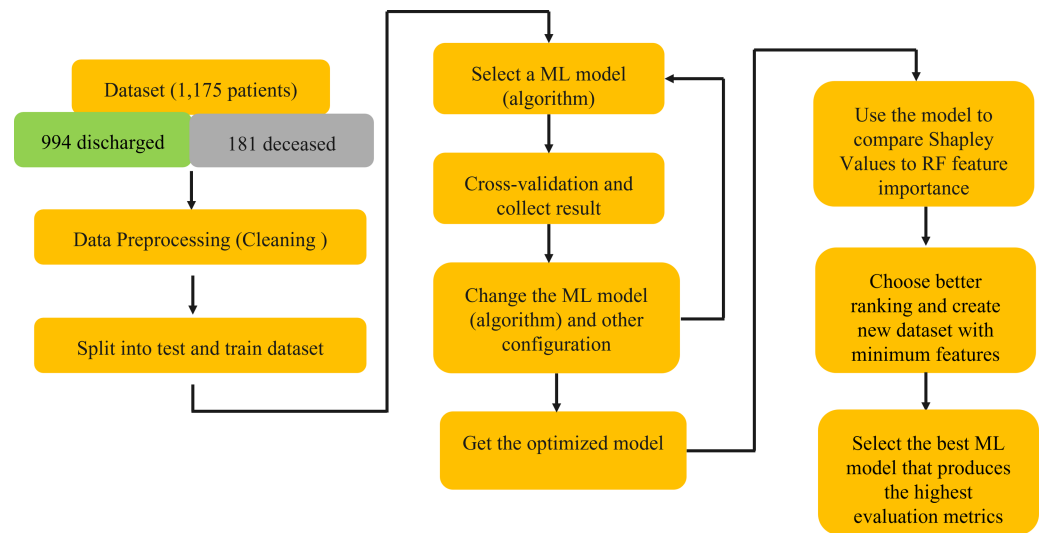 Dataset (1,175 patients)
994 discharged
181 deceased
Data Preprocessing (Cleaning )
Split into test and train dataset
Select a ML model
(algorithm)
Cross-validation and
collect result
Change the ML model
(algorithm) and other
configuration
Get the optimized model
Use the model to
compare Shapley
Values to RF feature
importance
Choose better
ranking and create
new dataset with
minimum features
Select the best ML
model that produces
the highest
evaluation metrics